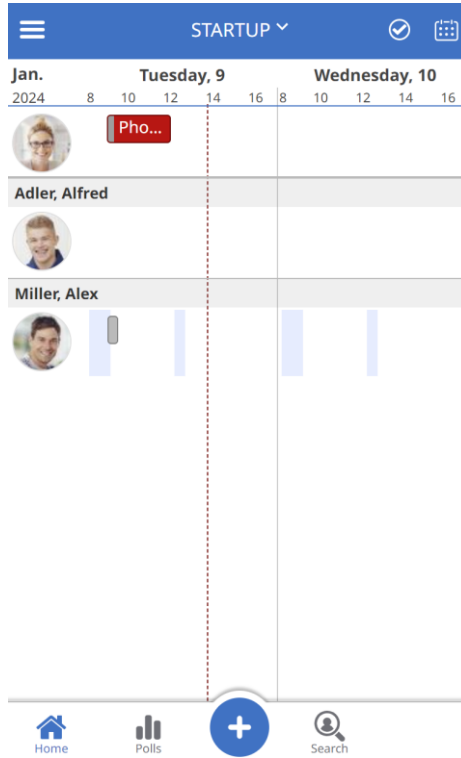 STARTUP
Jan. Tuesday, 9 Wednesday, 10
2024 8 10 12 14 16 8 10 12 14 16
Pho...
Adler, Alfred
Miller, Alex
Home Polls Search